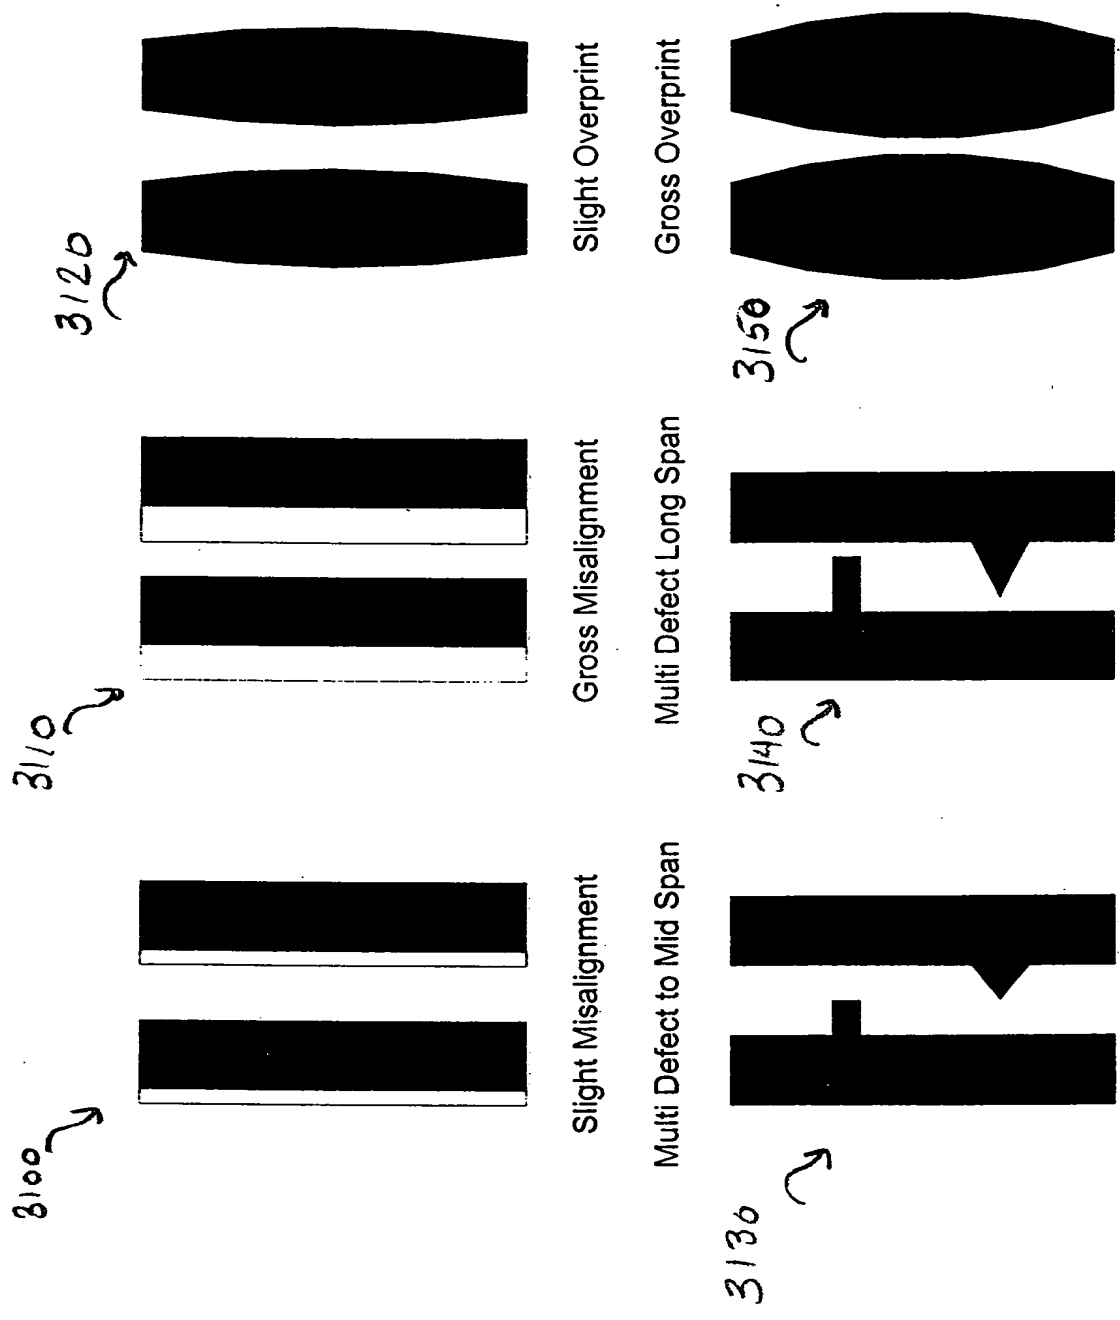 3100
3110
3120
Slight Misalignment
Gross Misalignment
Slight Overprint
Multi Defect to Mid Span
Multi Defect Long Span
Gross Overprint
3130
3140
3150